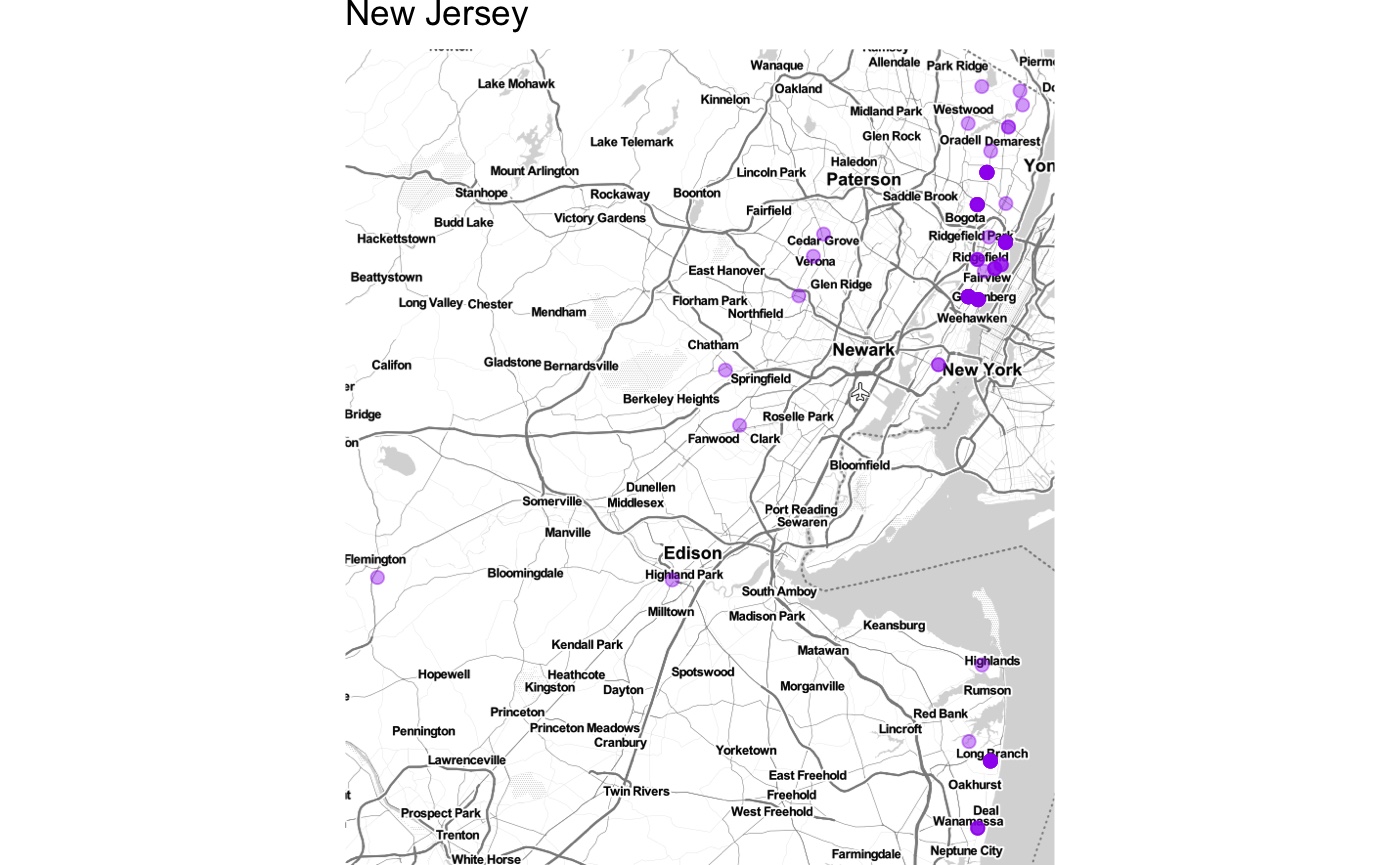 New Jersey
Newton
Ramsey
Wanaque
Allendale
Park Ridge
Lake Mohawk
Oakland
Kinnelon
Midland Park
Westwood
Lake Telemark
Glen Rock
Oradell Demarest
Haledon
Mount Arlington
Lincoln Park
Paterson
Yon
Stanhope
Rockaway
Boonton
Saddle Brook
Fairfield
Budd Lake
Victory Gardens
Bogota
Hackettstown
Cedar Grove
Ridgefield Park
Verona
Ridgefield
Beattystown
East Hanover
Fairview
Glen Ridge
Long Valley
Chester
Florham Park
Mendham
Northfield
Weehawken
Chatham
Newark
Califon
Gladstone
Bernardsville
Springfield
New York
er
Berkeley Heights
Bridge
Roselle Park
on
Fanwood
Clark
Bloomfield
Dunellen
Somerville
Middlesex
Port Reading
Sewaren
Manville
Edison
Flemington
Bloomingdale
Highland Park
South Amboy
Milltown
Madison Park
Keansburg
Kendall Park
Matawan
Highlands
Hopewell
Heathcote
Spotswood
Kingston
Dayton
Morganville
Rumson
Princeton
Red Bank
Pennington
Princeton Meadows
Lincroft
Cranbury
Yorketown
Long Branch
Lawrenceville
East Freehold
Oakhurst
Twin Rivers
Freehold
Prospect Park
West Freehold
Deal
Wanamassa
Trenton
White Horse
Farmingdale
Neptune City